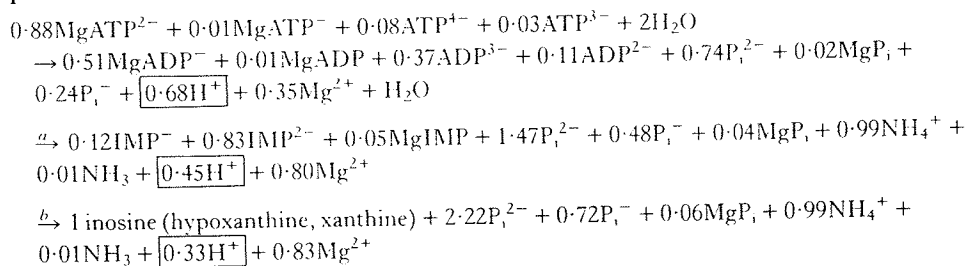 0·88MgATP²⁻ + 0·01MgATP⁻ + 0·08ATP⁴⁻ + 0·03ATP³⁻ + 2H₂O
→ 0·51MgADP⁻ + 0·01MgADP + 0·37ADP³⁻ + 0·11ADP²⁻ + 0·74Pᵢ²⁻ + 0·02MgPᵢ +
0·24Pᵢ⁻ + 0·68H⁺ + 0·35Mg²⁺ + H₂O
a→ 0·12IMP⁻ + 0·83IMP²⁻ + 0·05MgIMP + 1·47Pᵢ²⁻ + 0·48Pᵢ⁻ + 0·04MgPᵢ + 0·99NH₄⁺ +
0·01NH₃ + 0·45H⁺ + 0·80Mg²⁺
b→ 1 inosine (hypoxanthine, xanthine) + 2·22Pᵢ²⁻ + 0·72Pᵢ⁻ + 0·06MgPᵢ + 0·99NH₄⁺ +
0·01NH₃ + 0·33H⁺ + 0·83Mg²⁺